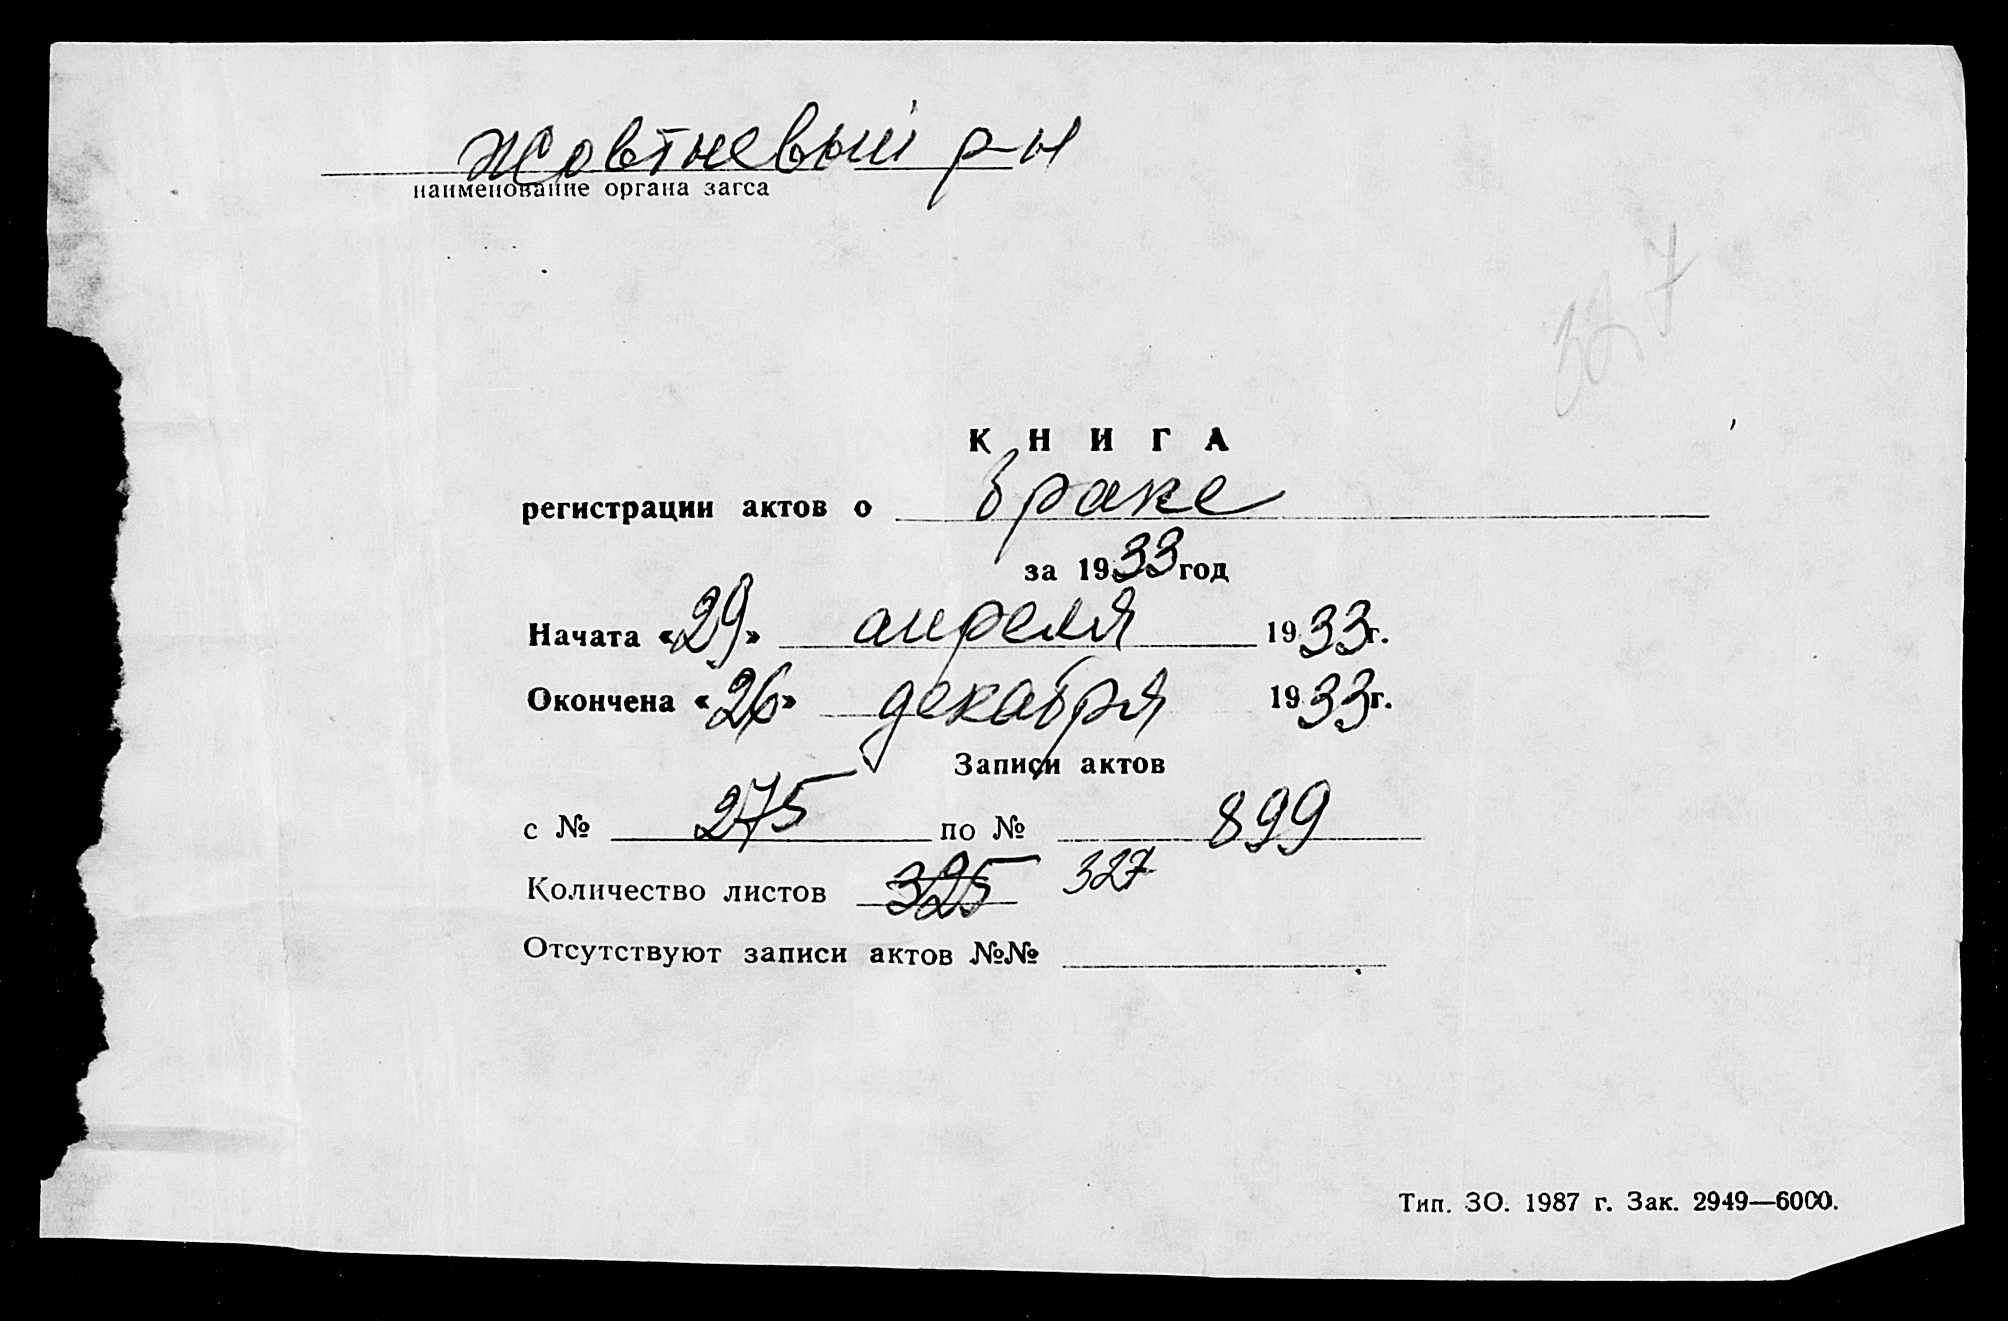 Жовтневый р-н
наименование органа загса
327
КНИГА
регистрации актов о браке
за 1933 год
Начата «29» апреля 1933 г.
Окончена «26» декабря 1933 г.
Записи актов
с № 275 по № 899
Количество листов 325 327
Отсутствуют записи актов №№
Тип. ЗО. 1987 г. Зак. 2949—6000.